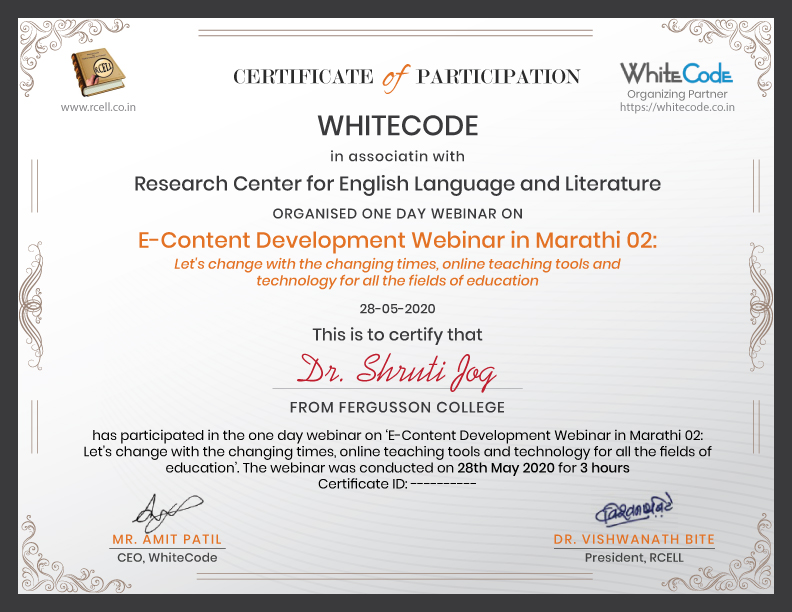 CERTIFICATE of PARTICIPATION
RCELL
www.rcell.co.in
WhiteCode
Organizing Partner
https://whitecode.co.in
WHITECODE
in associatin with
Research Center for English Language and Literature
ORGANISED ONE DAY WEBINAR ON
E-Content Development Webinar in Marathi 02:
Let's change with the changing times, online teaching tools and
technology for all the fields of education
28-05-2020
This is to certify that
Dr. Shruti Jog
FROM FERGUSSON COLLEGE
has participated in the one day webinar on ‘E-Content Development Webinar in Marathi 02:
Let's change with the changing times, online teaching tools and technology for all the fields of
education’. The webinar was conducted on 28th May 2020 for 3 hours
Certificate ID: ----------
MR. AMIT PATIL
CEO, WhiteCode
DR. VISHWANATH BITE
President, RCELL